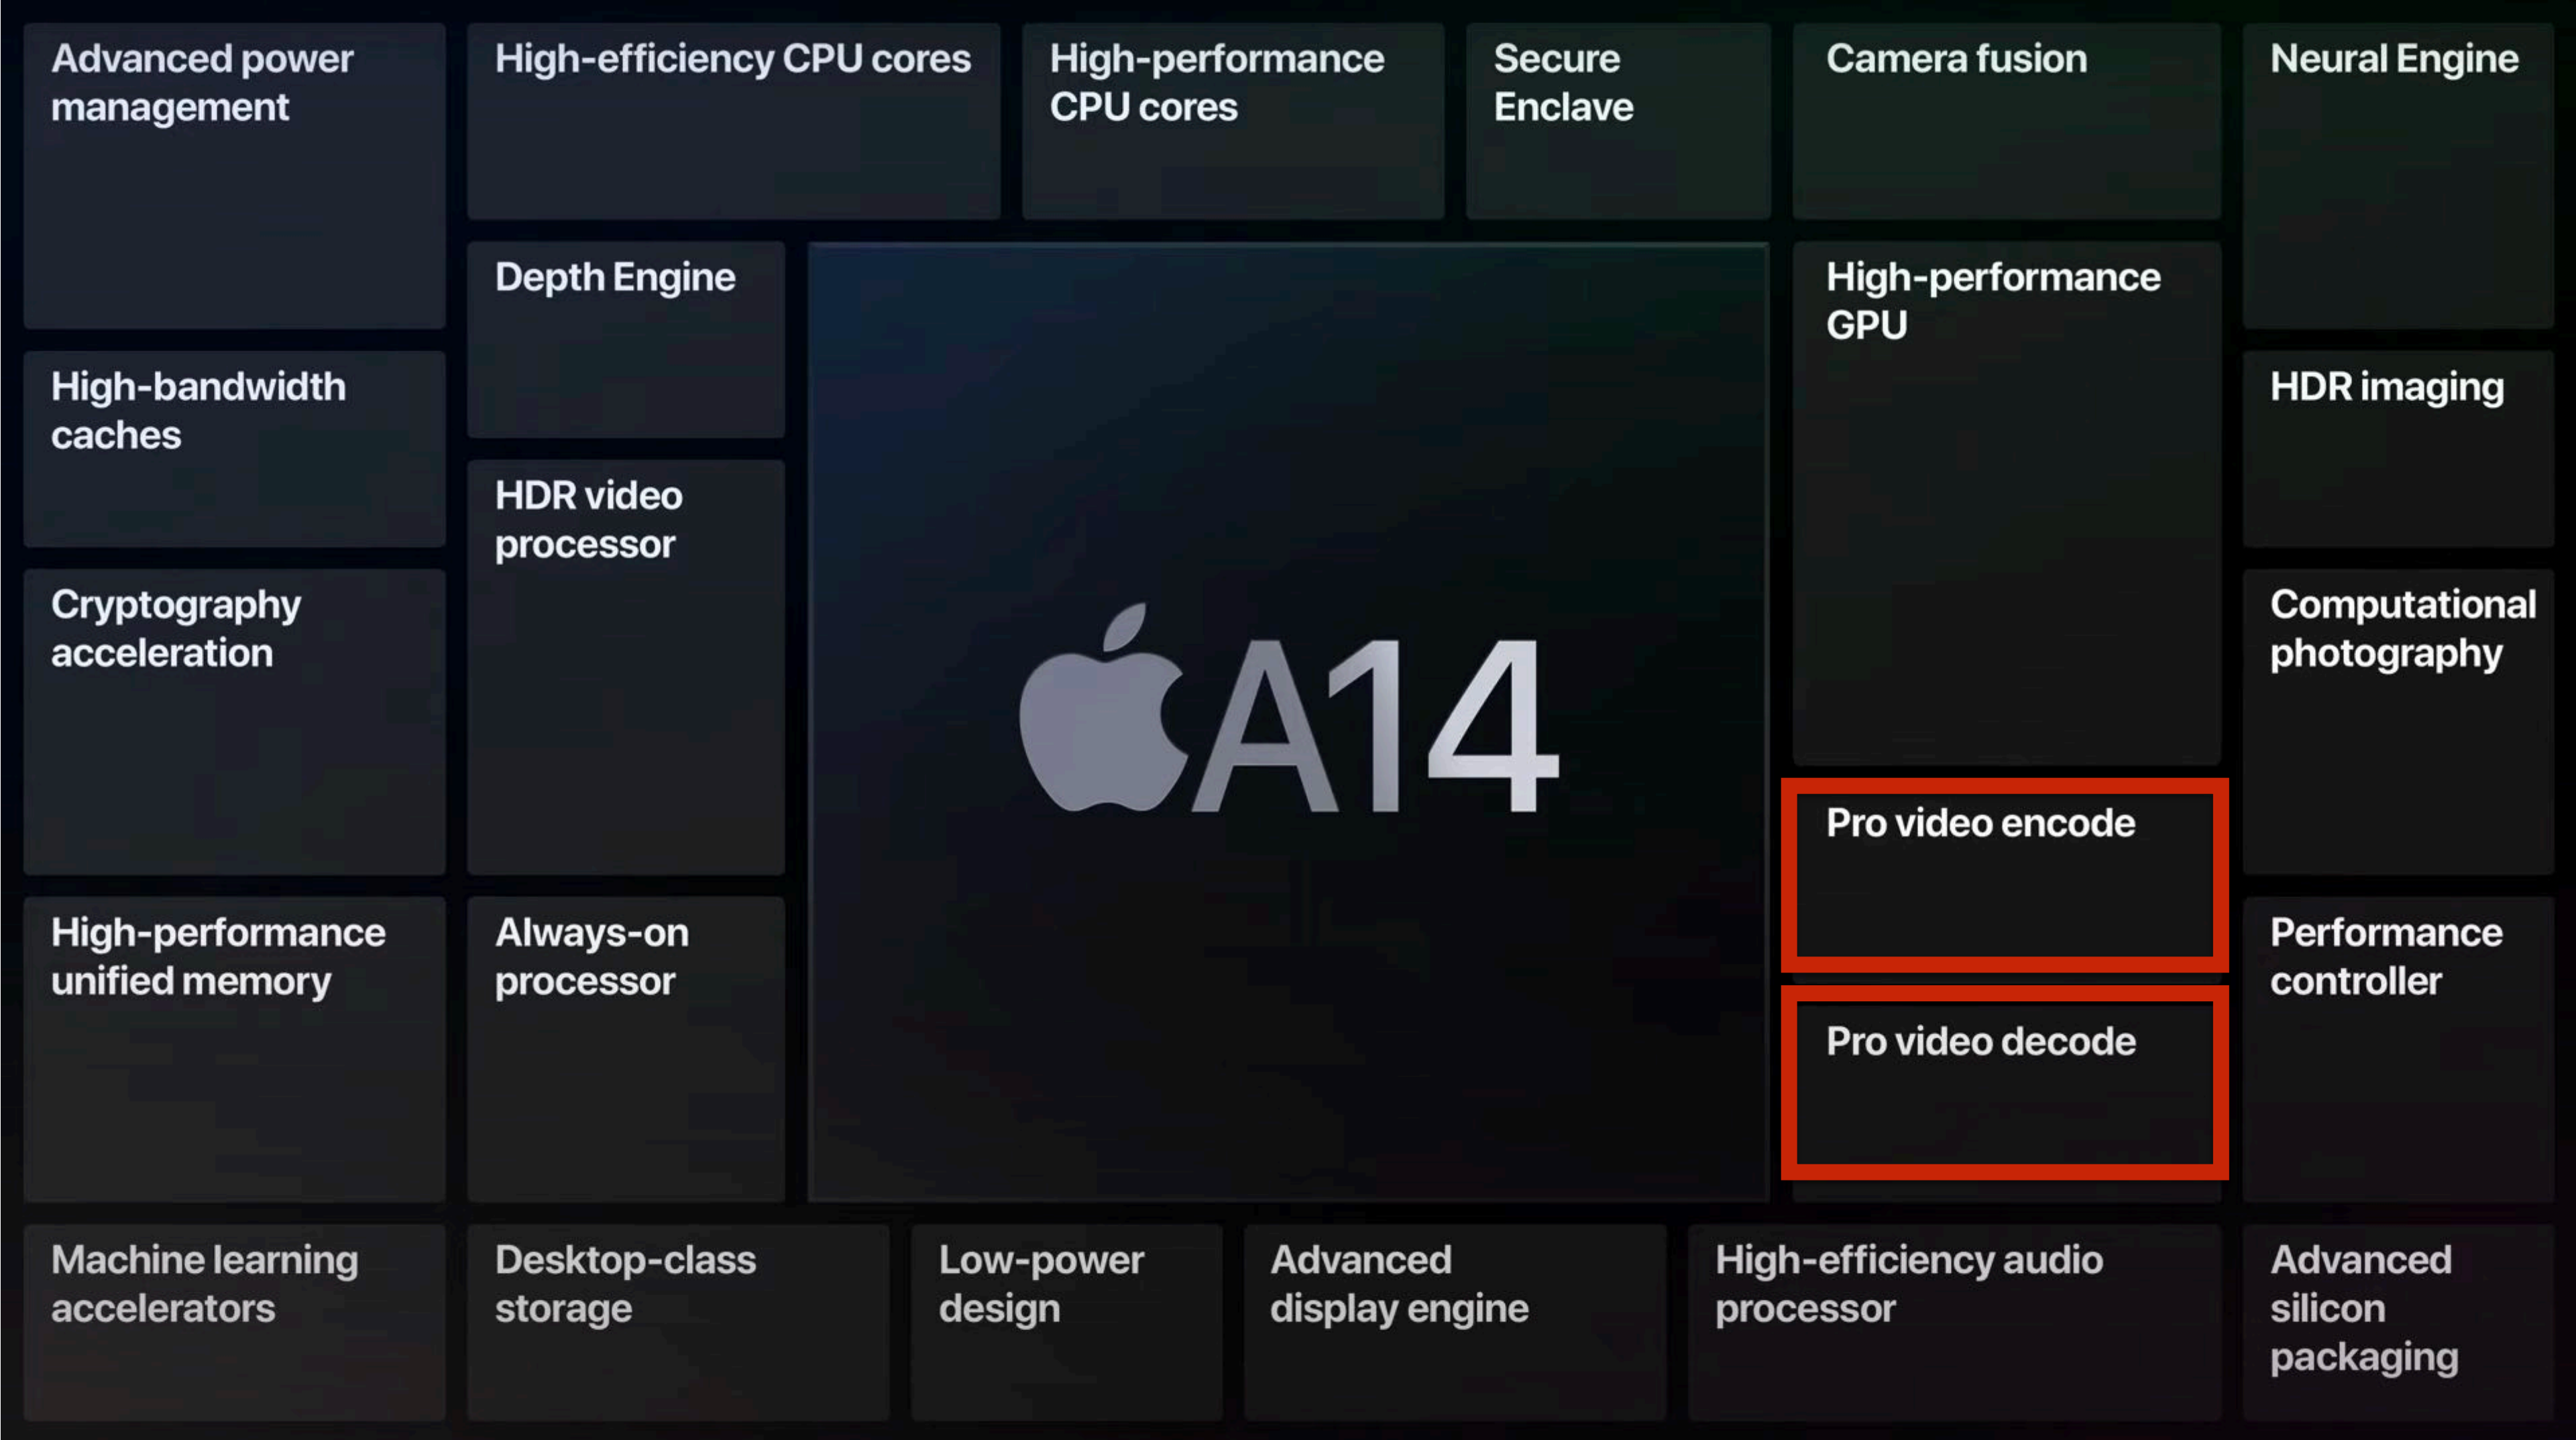 Advanced power
management
High-efficiency CPU cores
High-performance
CPU cores
Secure
Enclave
Camera fusion
Neural Engine
Depth Engine
High-performance
GPU
High-bandwidth
caches
HDR imaging
HDR video
processor
Cryptography
acceleration
A14
Computational
photography
Pro video encode
High-performance
unified memory
Always-on
processor
Performance
controller
Pro video decode
Machine learning
accelerators
Desktop-class
storage
Low-power
design
Advanced
display engine
High-efficiency audio
processor
Advanced
silicon
packaging